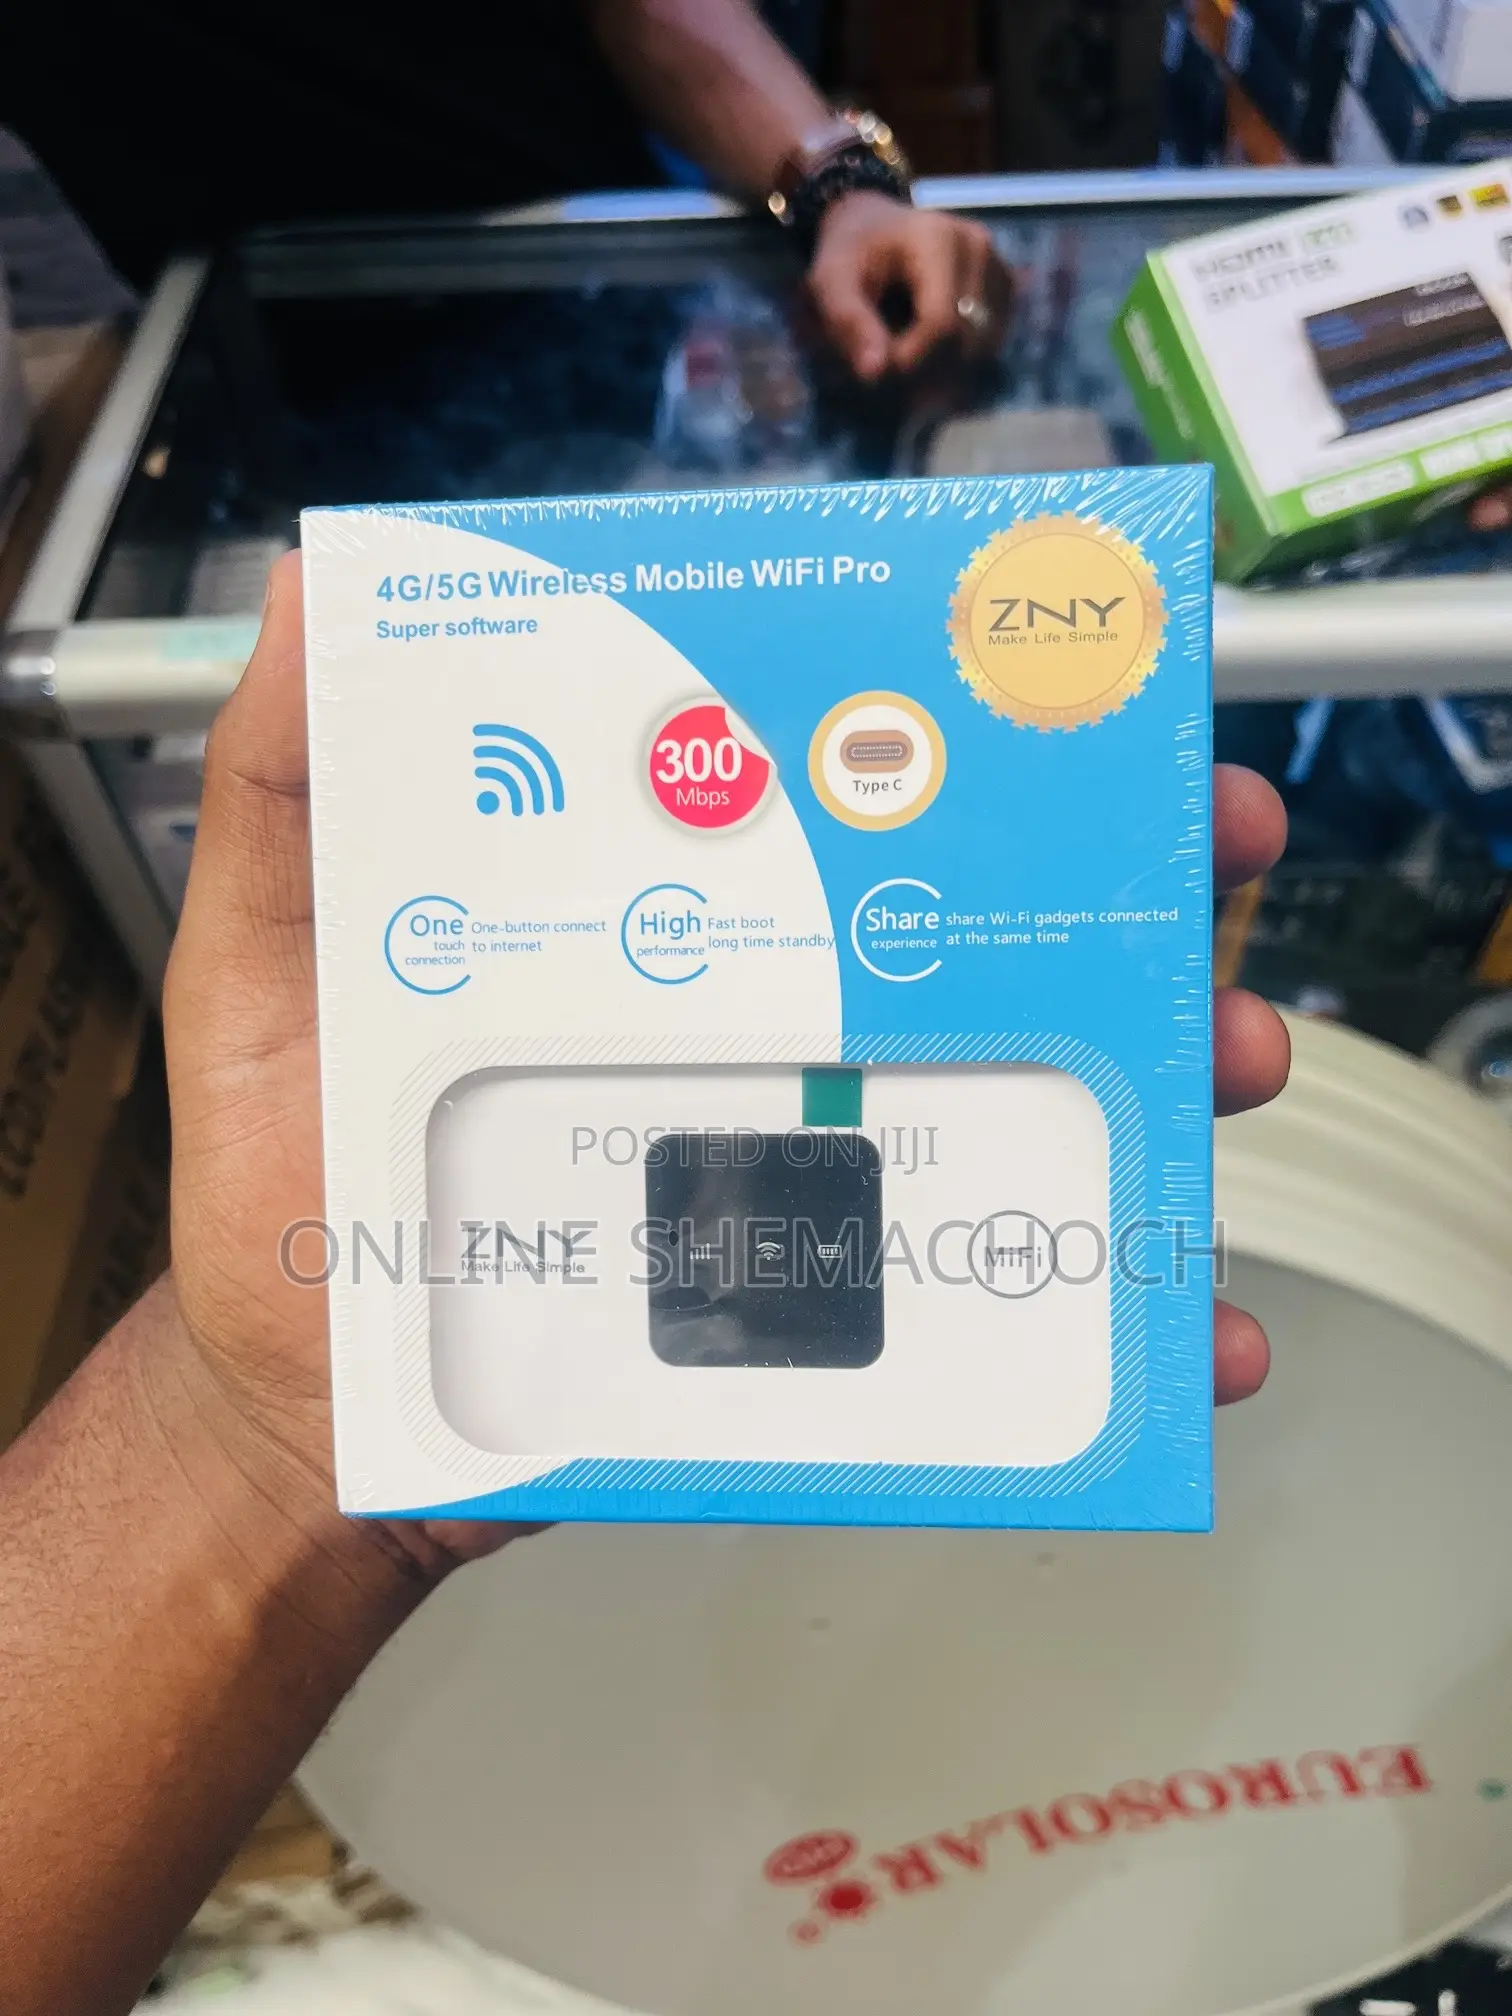 HDMI
SPLITTER
4G/5G Wireless Mobile WiFi Pro
Super software
ZNY
Make Life Simple
300
Mbps
Type C
One
touch
connection
One-button connect
to internet
High
performance
Fast boot
long time standby
Share
experience
share Wi-Fi gadgets connected
at the same time
POSTED ON JIJI
ZNY
Make Life Simple
MiFi
ONLINE SHEMACHOCH
EUROSOLAR